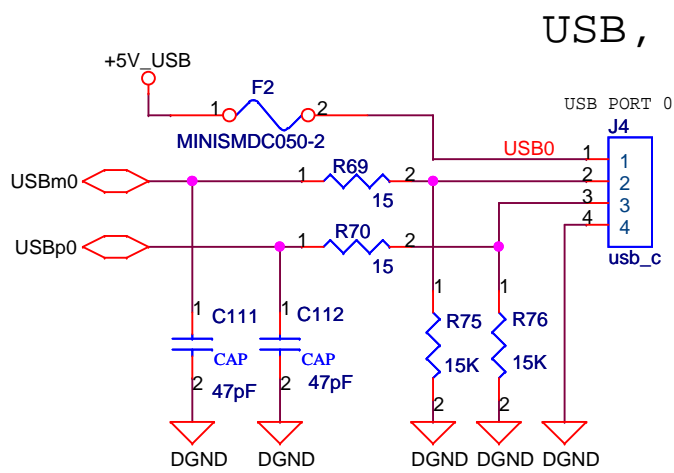 USB,
+5V_USB
F2
1
2
MINISMDC050-2
USB PORT 0
J4
USB0
1
1
USBm0
1
R69
2
15
2
2
3
3
USBp0
1
R70
2
15
4
4
usb_c
1
C111
CAP
2
47pF
1
C112
CAP
2
47pF
1
R75
15K
2
1
R76
15K
2
DGND
DGND
DGND
DGND
DGND